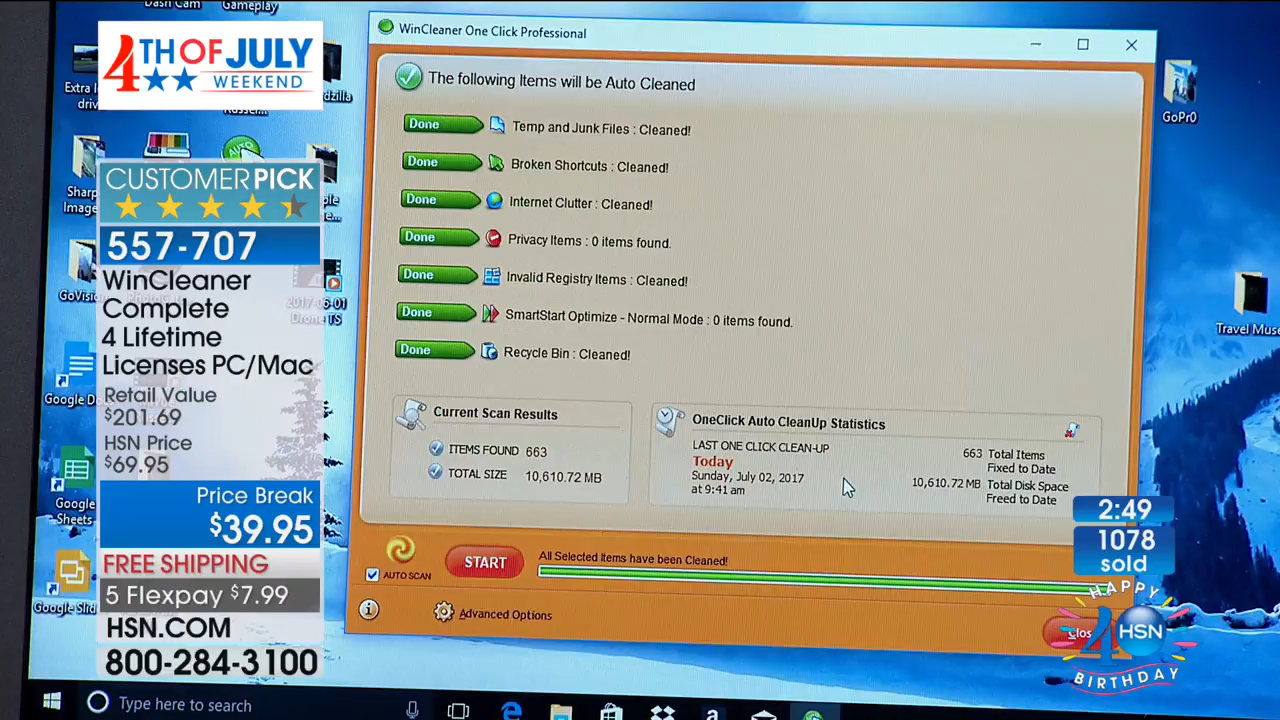 Dash Cam
Gameplay
4TH OF JULY
WEEKEND
Extra
GoPr0
Travel Muse
Google
Sheets
Google Slid
CUSTOMER PICK
557-707
WinCleaner
Complete
4 Lifetime
Licenses PC/Mac
Retail Value
$201.69
HSN Price
$69.95
Price Break
$39.95
FREE SHIPPING
5 Flexpay $7.99
HSN.COM
800-284-3100
WinCleaner One Click Professional
The following Items will be Auto Cleaned
Done Temp and Junk Files : Cleaned!
Done Broken Shortcuts : Cleaned!
Done Internet Clutter : Cleaned!
Done Privacy Items : 0 items found.
Done Invalid Registry Items : Cleaned!
Done SmartStart Optimize - Normal Mode : 0 items found.
Done Recycle Bin : Cleaned!
Current Scan Results
ITEMS FOUND 663
TOTAL SIZE 10,610.72 MB
OneClick Auto CleanUp Statistics
LAST ONE CLICK CLEAN-UP
Today
Sunday, July 02, 2017
at 9:41 am
663 Total Items
Fixed to Date
10,610.72 MB Total Disk Space
Freed to Date
AUTO SCAN
START
All Selected Items have been Cleaned!
Advanced Options
Clos
2:49
1078
sold
HAPPY
40 HSN
BIRTHDAY
Type here to search